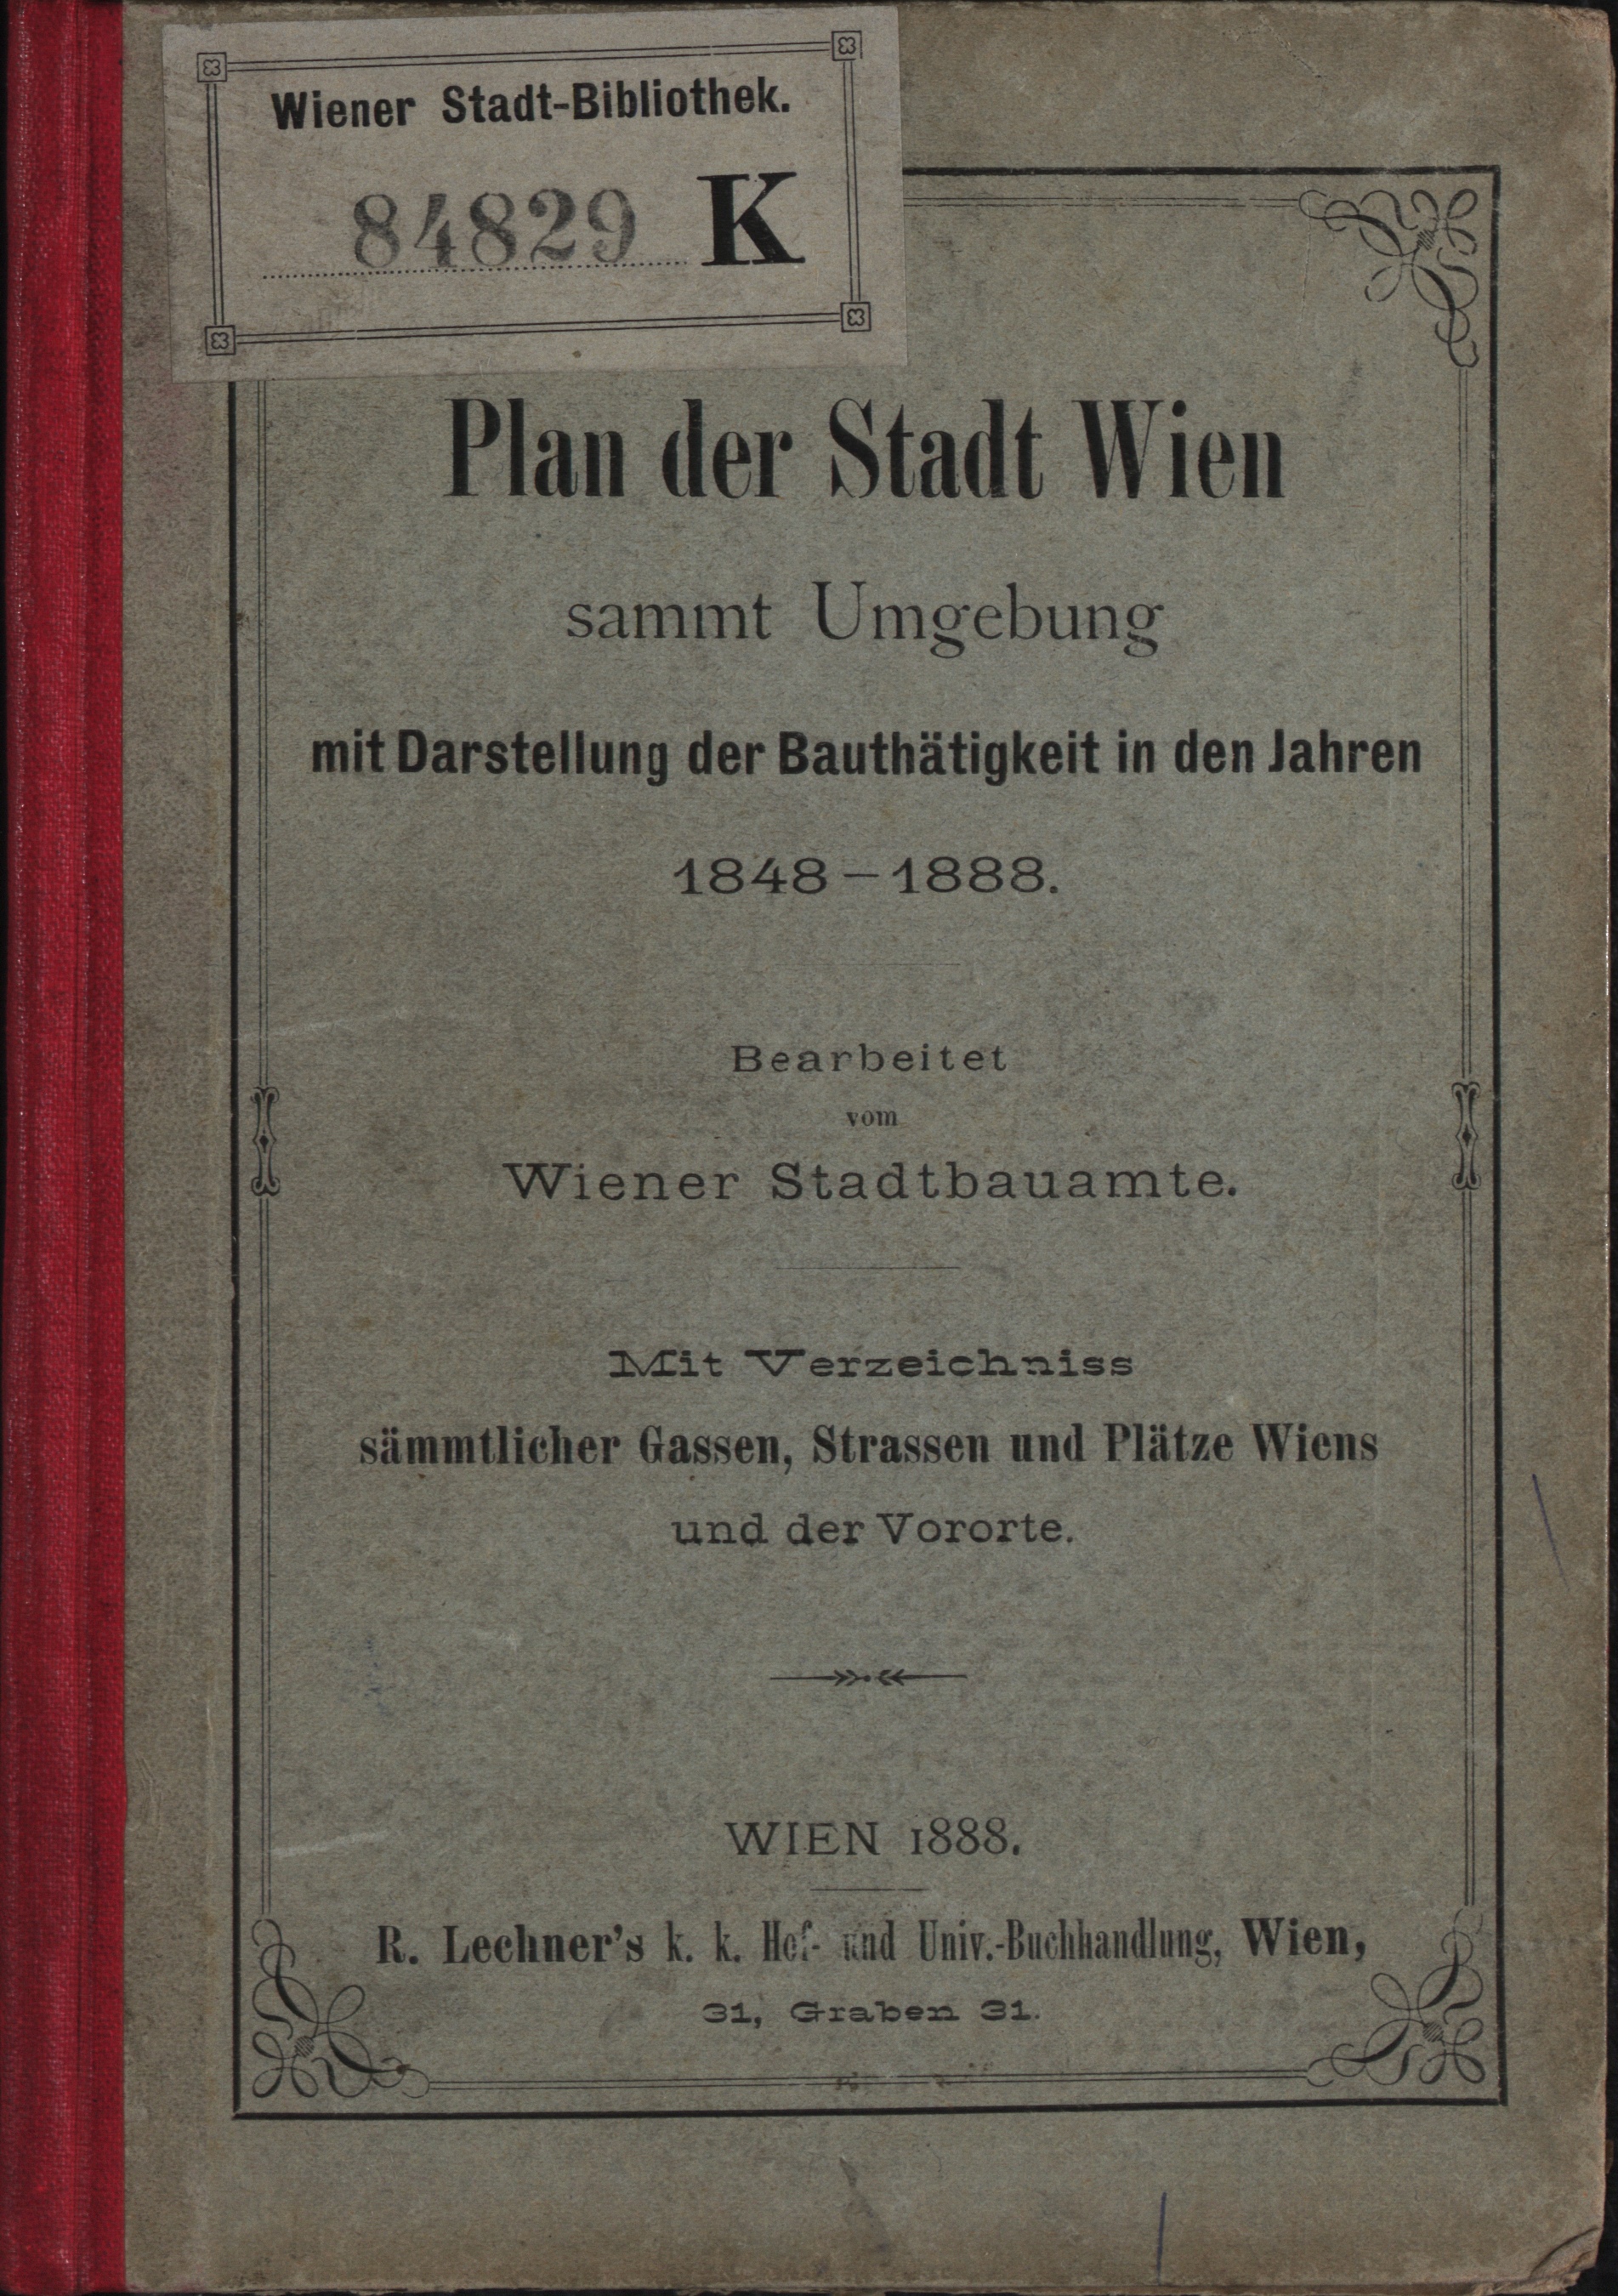 Wiener Stadt-Bibliothek.
84829 K
Plan der Stadt Wien
sammt Umgebung
mit Darstellung der Bauthätigkeit in den Jahren
1848–1888.
Bearbeitet
vom
Wiener Stadtbauamte.
Mit Verzeichniss
sämmtlicher Gassen, Strassen und Plätze Wiens
und der Vororte.
WIEN 1888.
R. Lechner's k. k. Hof- und Univ.-Buchhandlung, Wien,
31, Graben 31.